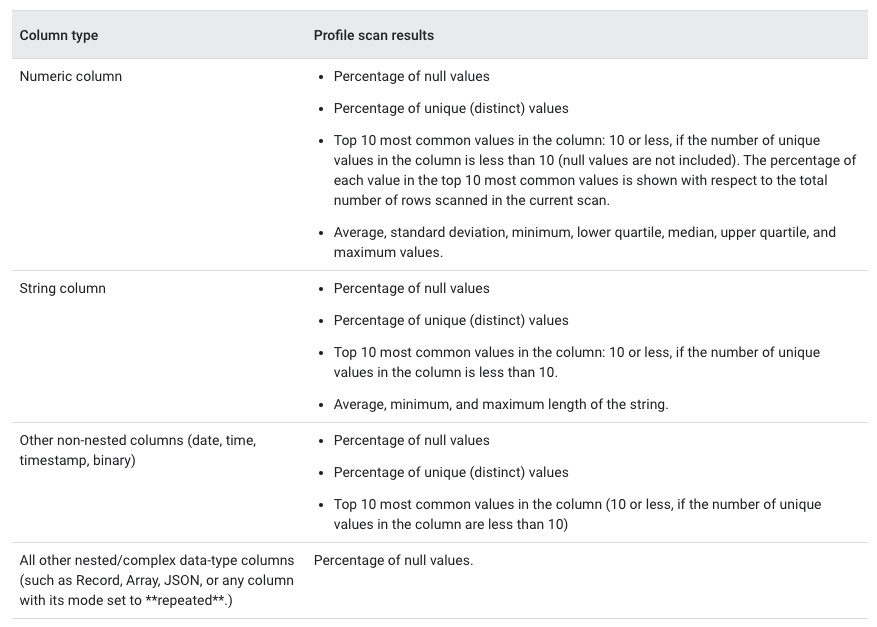 Column type
Profile scan results
Numeric column
• Percentage of null values
• Percentage of unique (distinct) values
• Top 10 most common values in the column: 10 or less, if the number of unique
values in the column is less than 10 (null values are not included). The percentage of
each value in the top 10 most common values is shown with respect to the total
number of rows scanned in the current scan.
• Average, standard deviation, minimum, lower quartile, median, upper quartile, and
maximum values.
String column
• Percentage of null values
• Percentage of unique (distinct) values
• Top 10 most common values in the column: 10 or less, if the number of unique
values in the column is less than 10.
• Average, minimum, and maximum length of the string.
Other non-nested columns (date, time,
timestamp, binary)
• Percentage of null values
• Percentage of unique (distinct) values
• Top 10 most common values in the column (10 or less, if the number of unique
values in the column are less than 10)
All other nested/complex data-type columns
(such as Record, Array, JSON, or any column
with its mode set to **repeated**.)
Percentage of null values.